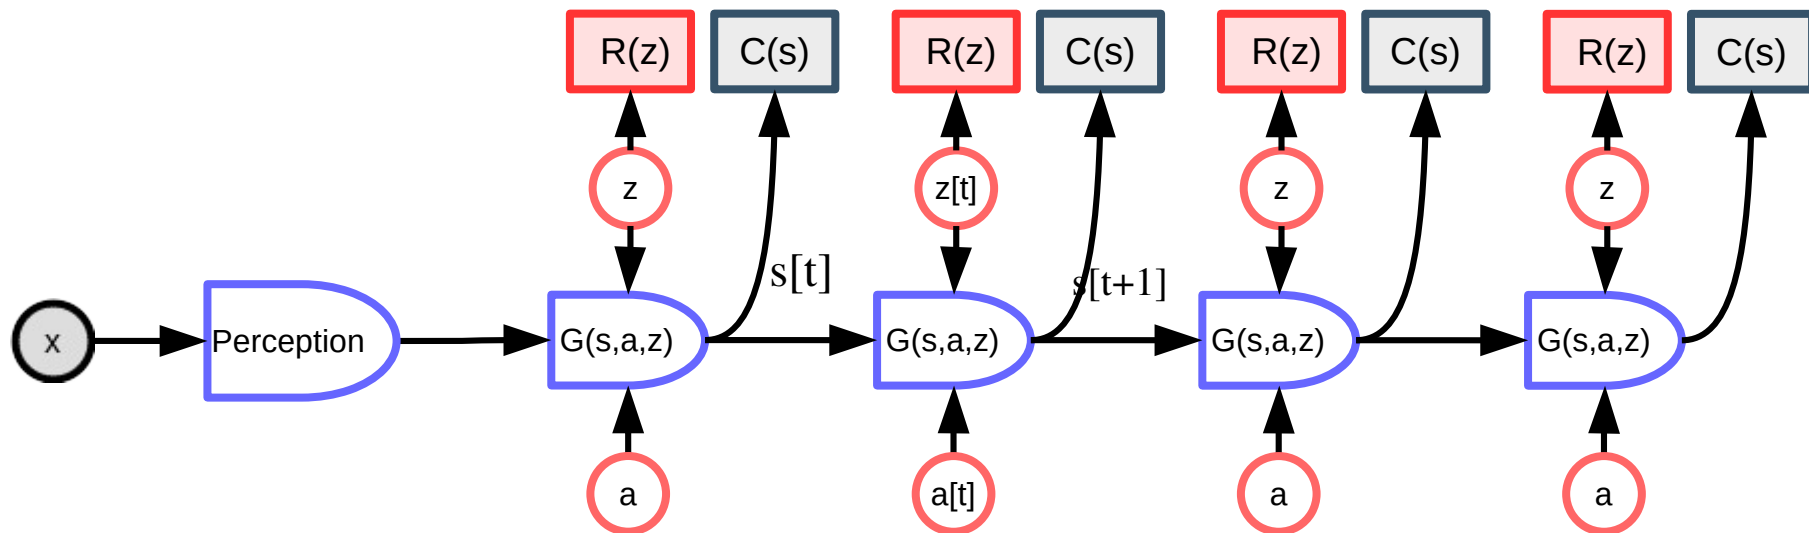 R(z) C(s) R(z) C(s) R(z) C(s) R(z) C(s)
z z[t] z z
s[t] s[t+1]
x Perception G(s,a,z) G(s,a,z) G(s,a,z) G(s,a,z)
a a[t] a a